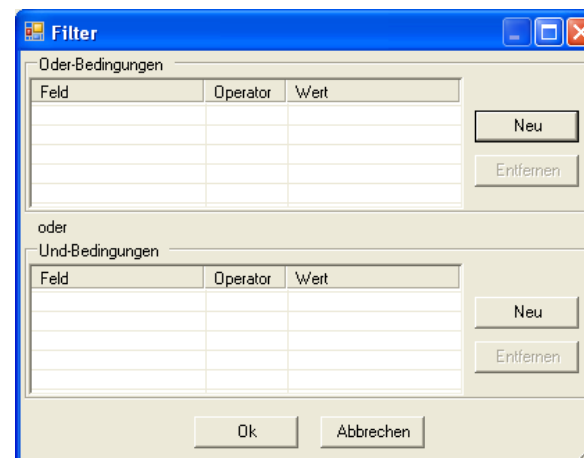 Filter
Oder-Bedingungen
Feld Operator Wert
Neu
Entfernen
oder
Und-Bedingungen
Feld Operator Wert
Neu
Entfernen
Ok Abbrechen